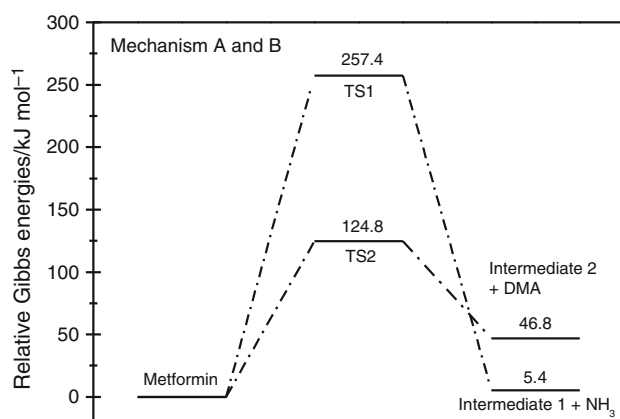 Relative Gibbs energies/kJ mol⁻¹
300
250
200
150
100
50
0
Mechanism A and B
257.4
TS1
124.8
TS2
Intermediate 2
+ DMA
46.8
Metformin
5.4
Intermediate 1 + NH₃